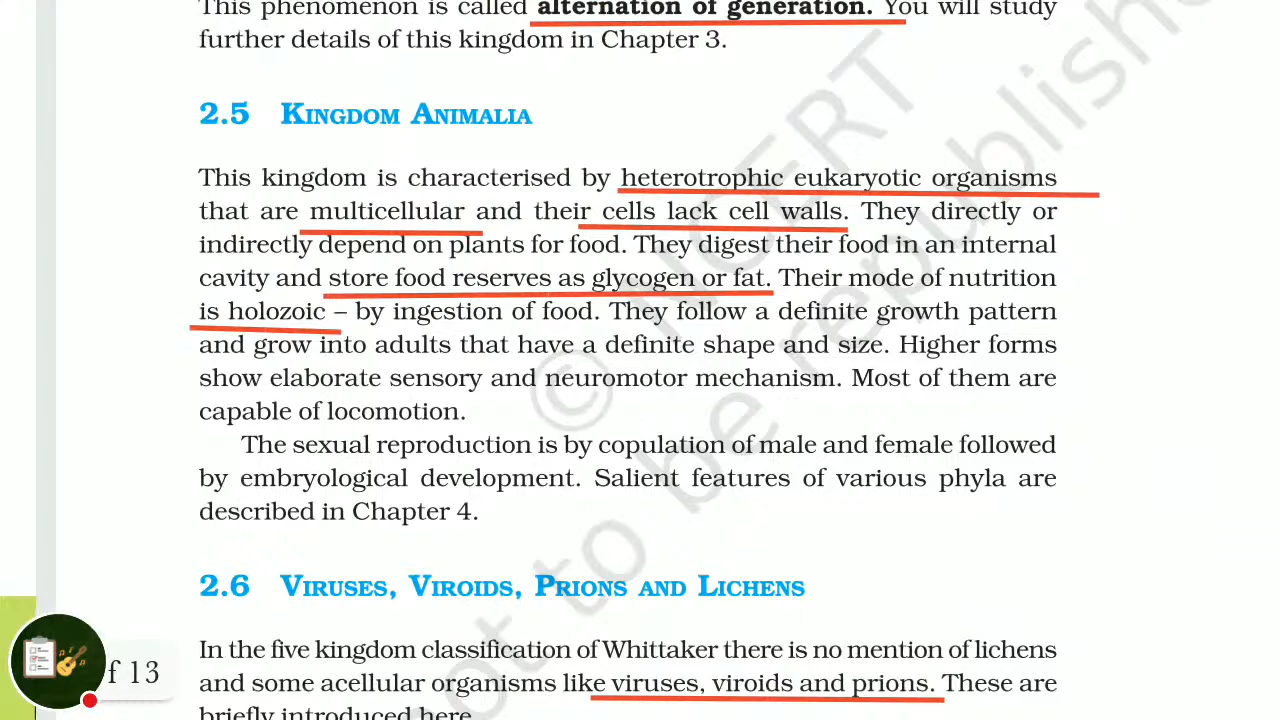 This phenomenon is called alternation of generation. You will study
further details of this kingdom in Chapter 3.
2.5 KINGDOM ANIMALIA
This kingdom is characterised by heterotrophic eukaryotic organisms
that are multicellular and their cells lack cell walls. They directly or
indirectly depend on plants for food. They digest their food in an internal
cavity and store food reserves as glycogen or fat. Their mode of nutrition
is holozoic – by ingestion of food. They follow a definite growth pattern
and grow into adults that have a definite shape and size. Higher forms
show elaborate sensory and neuromotor mechanism. Most of them are
capable of locomotion.
The sexual reproduction is by copulation of male and female followed
by embryological development. Salient features of various phyla are
described in Chapter 4.
2.6 VIRUSES, VIROIDS, PRIONS AND LICHENS
In the five kingdom classification of Whittaker there is no mention of lichens
and some acellular organisms like viruses, viroids and prions. These are
briefly introduced here.
f 13
© NCERT
not to be republishe